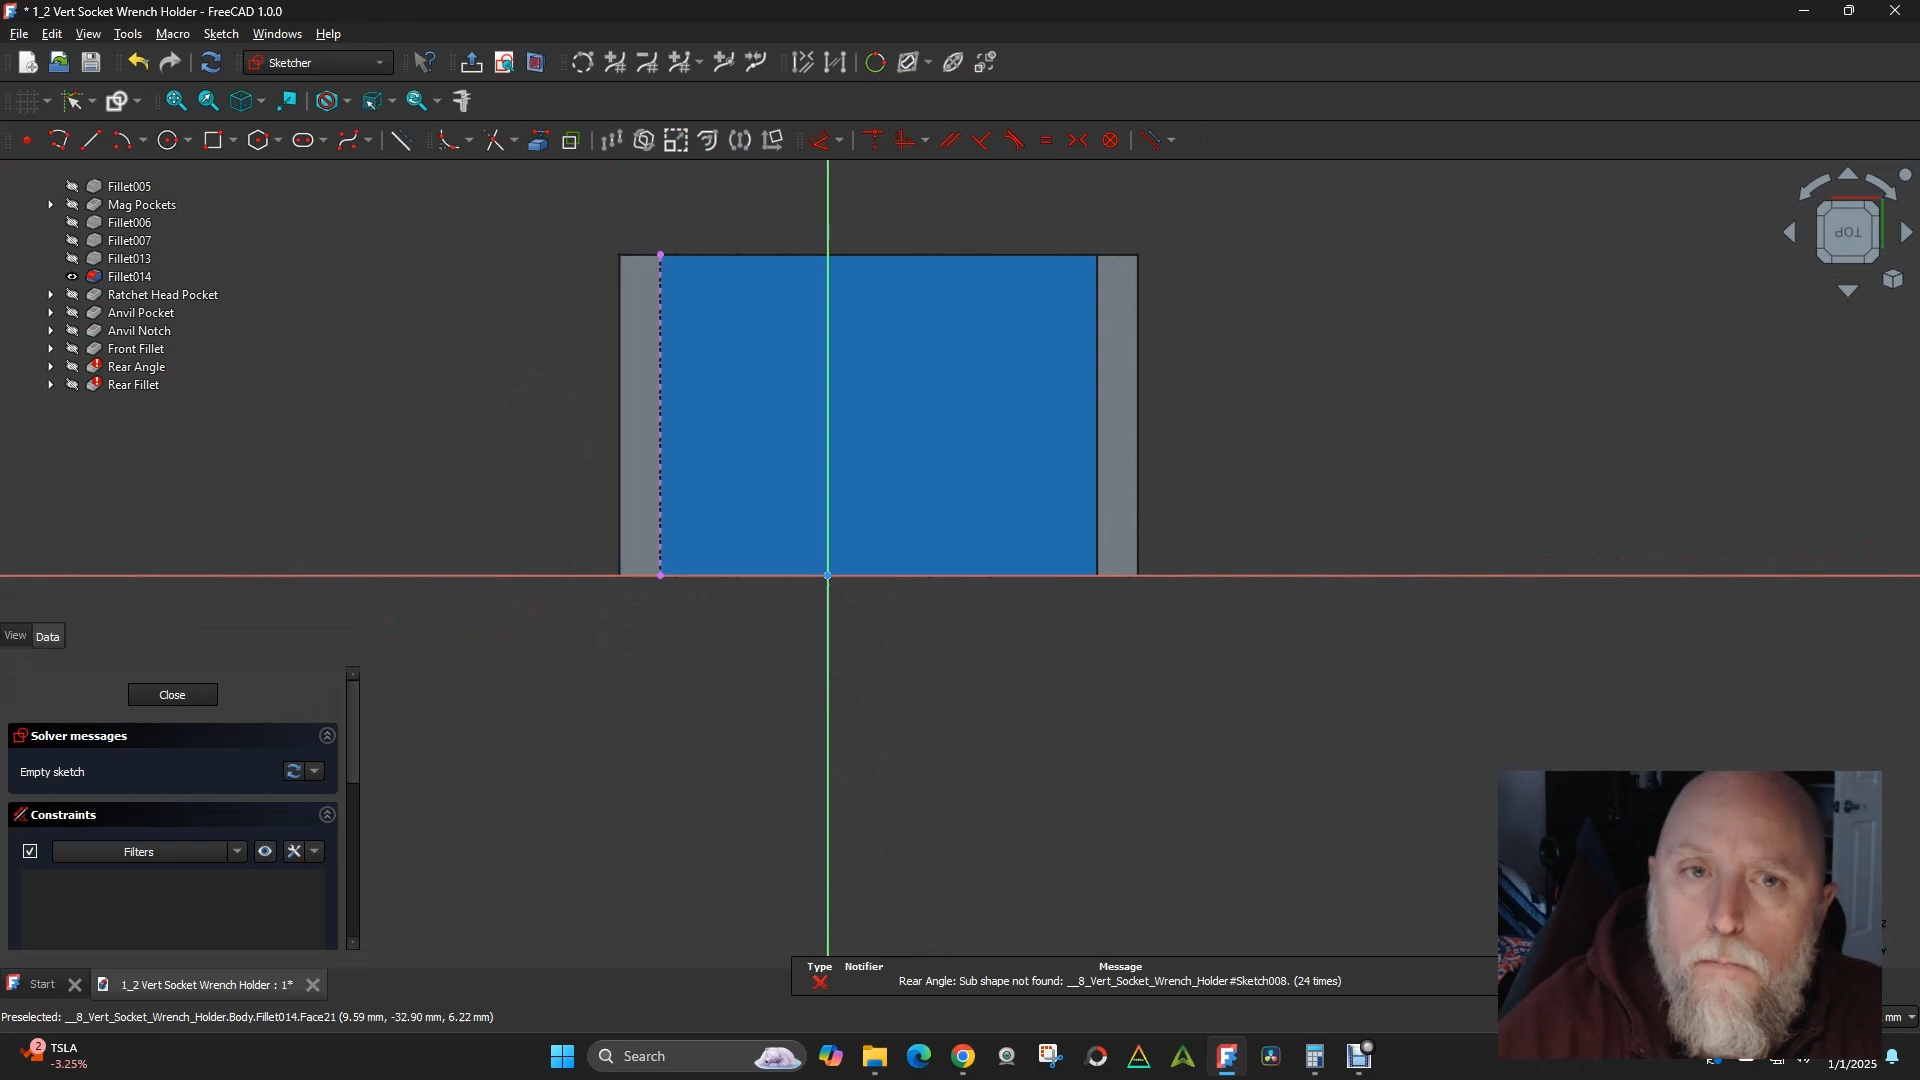 * 1_2 Vert Socket Wrench Holder - FreeCAD 1.0.0
File Edit View Tools Macro Sketch Windows Help
Sketcher
Fillet005
Mag Pockets
Fillet006
Fillet007
Fillet013
Fillet014
Ratchet Head Pocket
Anvil Pocket
Anvil Notch
Front Fillet
Rear Angle
Rear Fillet
TOP
View Data
Close
Solver messages
Empty sketch
Constraints
Filters
Type Notifier Message
Rear Angle: Sub shape not found: __8_Vert_Socket_Wrench_Holder#Sketch008. (24 times)
Start 1_2 Vert Socket Wrench Holder : 1*
Preselected: __8_Vert_Socket_Wrench_Holder.Body.Fillet014.Face21 (9.59 mm, -32.90 mm, 6.22 mm)
mm
2
TSLA
-3.25%
Search
1/1/2025